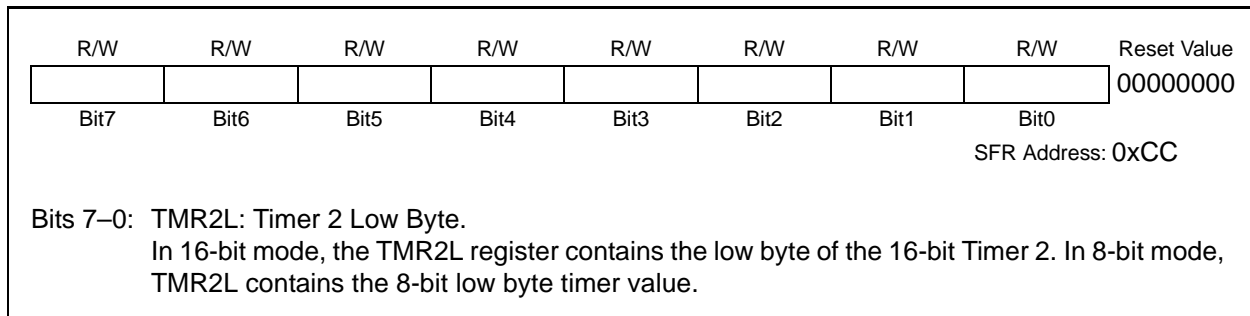 R/W R/W R/W R/W R/W R/W R/W R/W Reset Value
00000000
Bit7 Bit6 Bit5 Bit4 Bit3 Bit2 Bit1 Bit0
SFR Address: 0xCC
Bits 7–0: TMR2L: Timer 2 Low Byte.
In 16-bit mode, the TMR2L register contains the low byte of the 16-bit Timer 2. In 8-bit mode,
TMR2L contains the 8-bit low byte timer value.